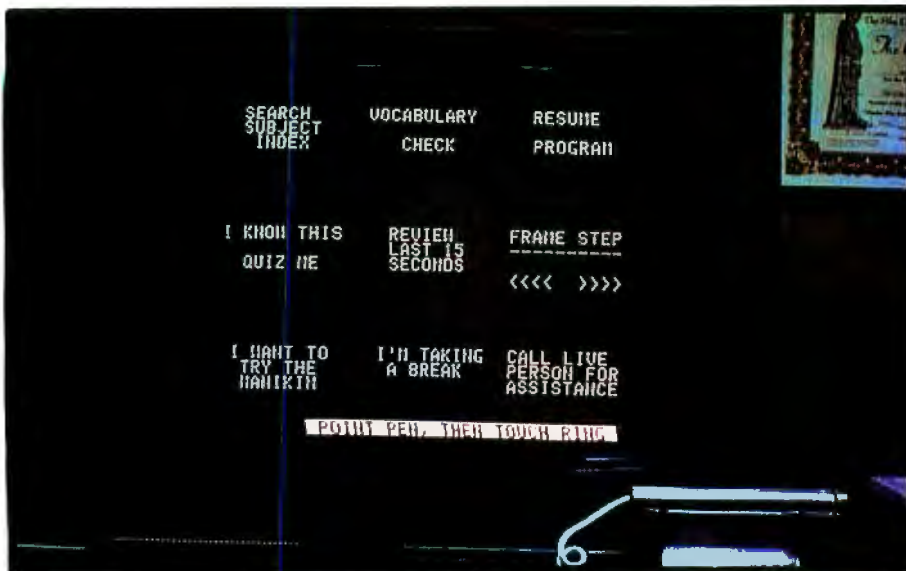 SEARCH
SUBJECT
INDEX
VOCABULARY
CHECK
RESUME
PROGRAM
I KNOW THIS
QUIZ ME
REVIEW
LAST 15
SECONDS
FRAME STEP
----------
<<<< >>>>
I WANT TO
TRY THE
MANIKIN
I'M TAKING
A BREAK
CALL LIVE
PERSON FOR
ASSISTANCE
POINT PEN, THEN TOUCH RING